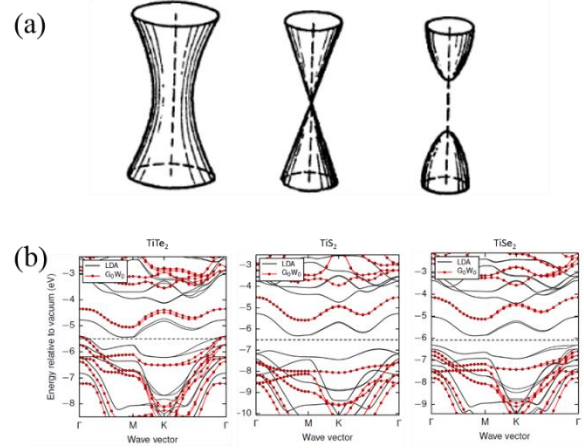 (a)
(b)
TiTe₂
TiS₂
TiSe₂
LDA
G₀W₀
LDA
G₀W₀
LDA
G₀W₀
Energy relative to vacuum (eV)
−3
−4
−5
−6
−7
−8
−3
−4
−5
−6
−7
−8
−9
−10
−3
−4
−5
−6
−7
−8
−9
Γ M K Γ Γ M K Γ Γ M K Γ
Wave vector Wave vector Wave vector